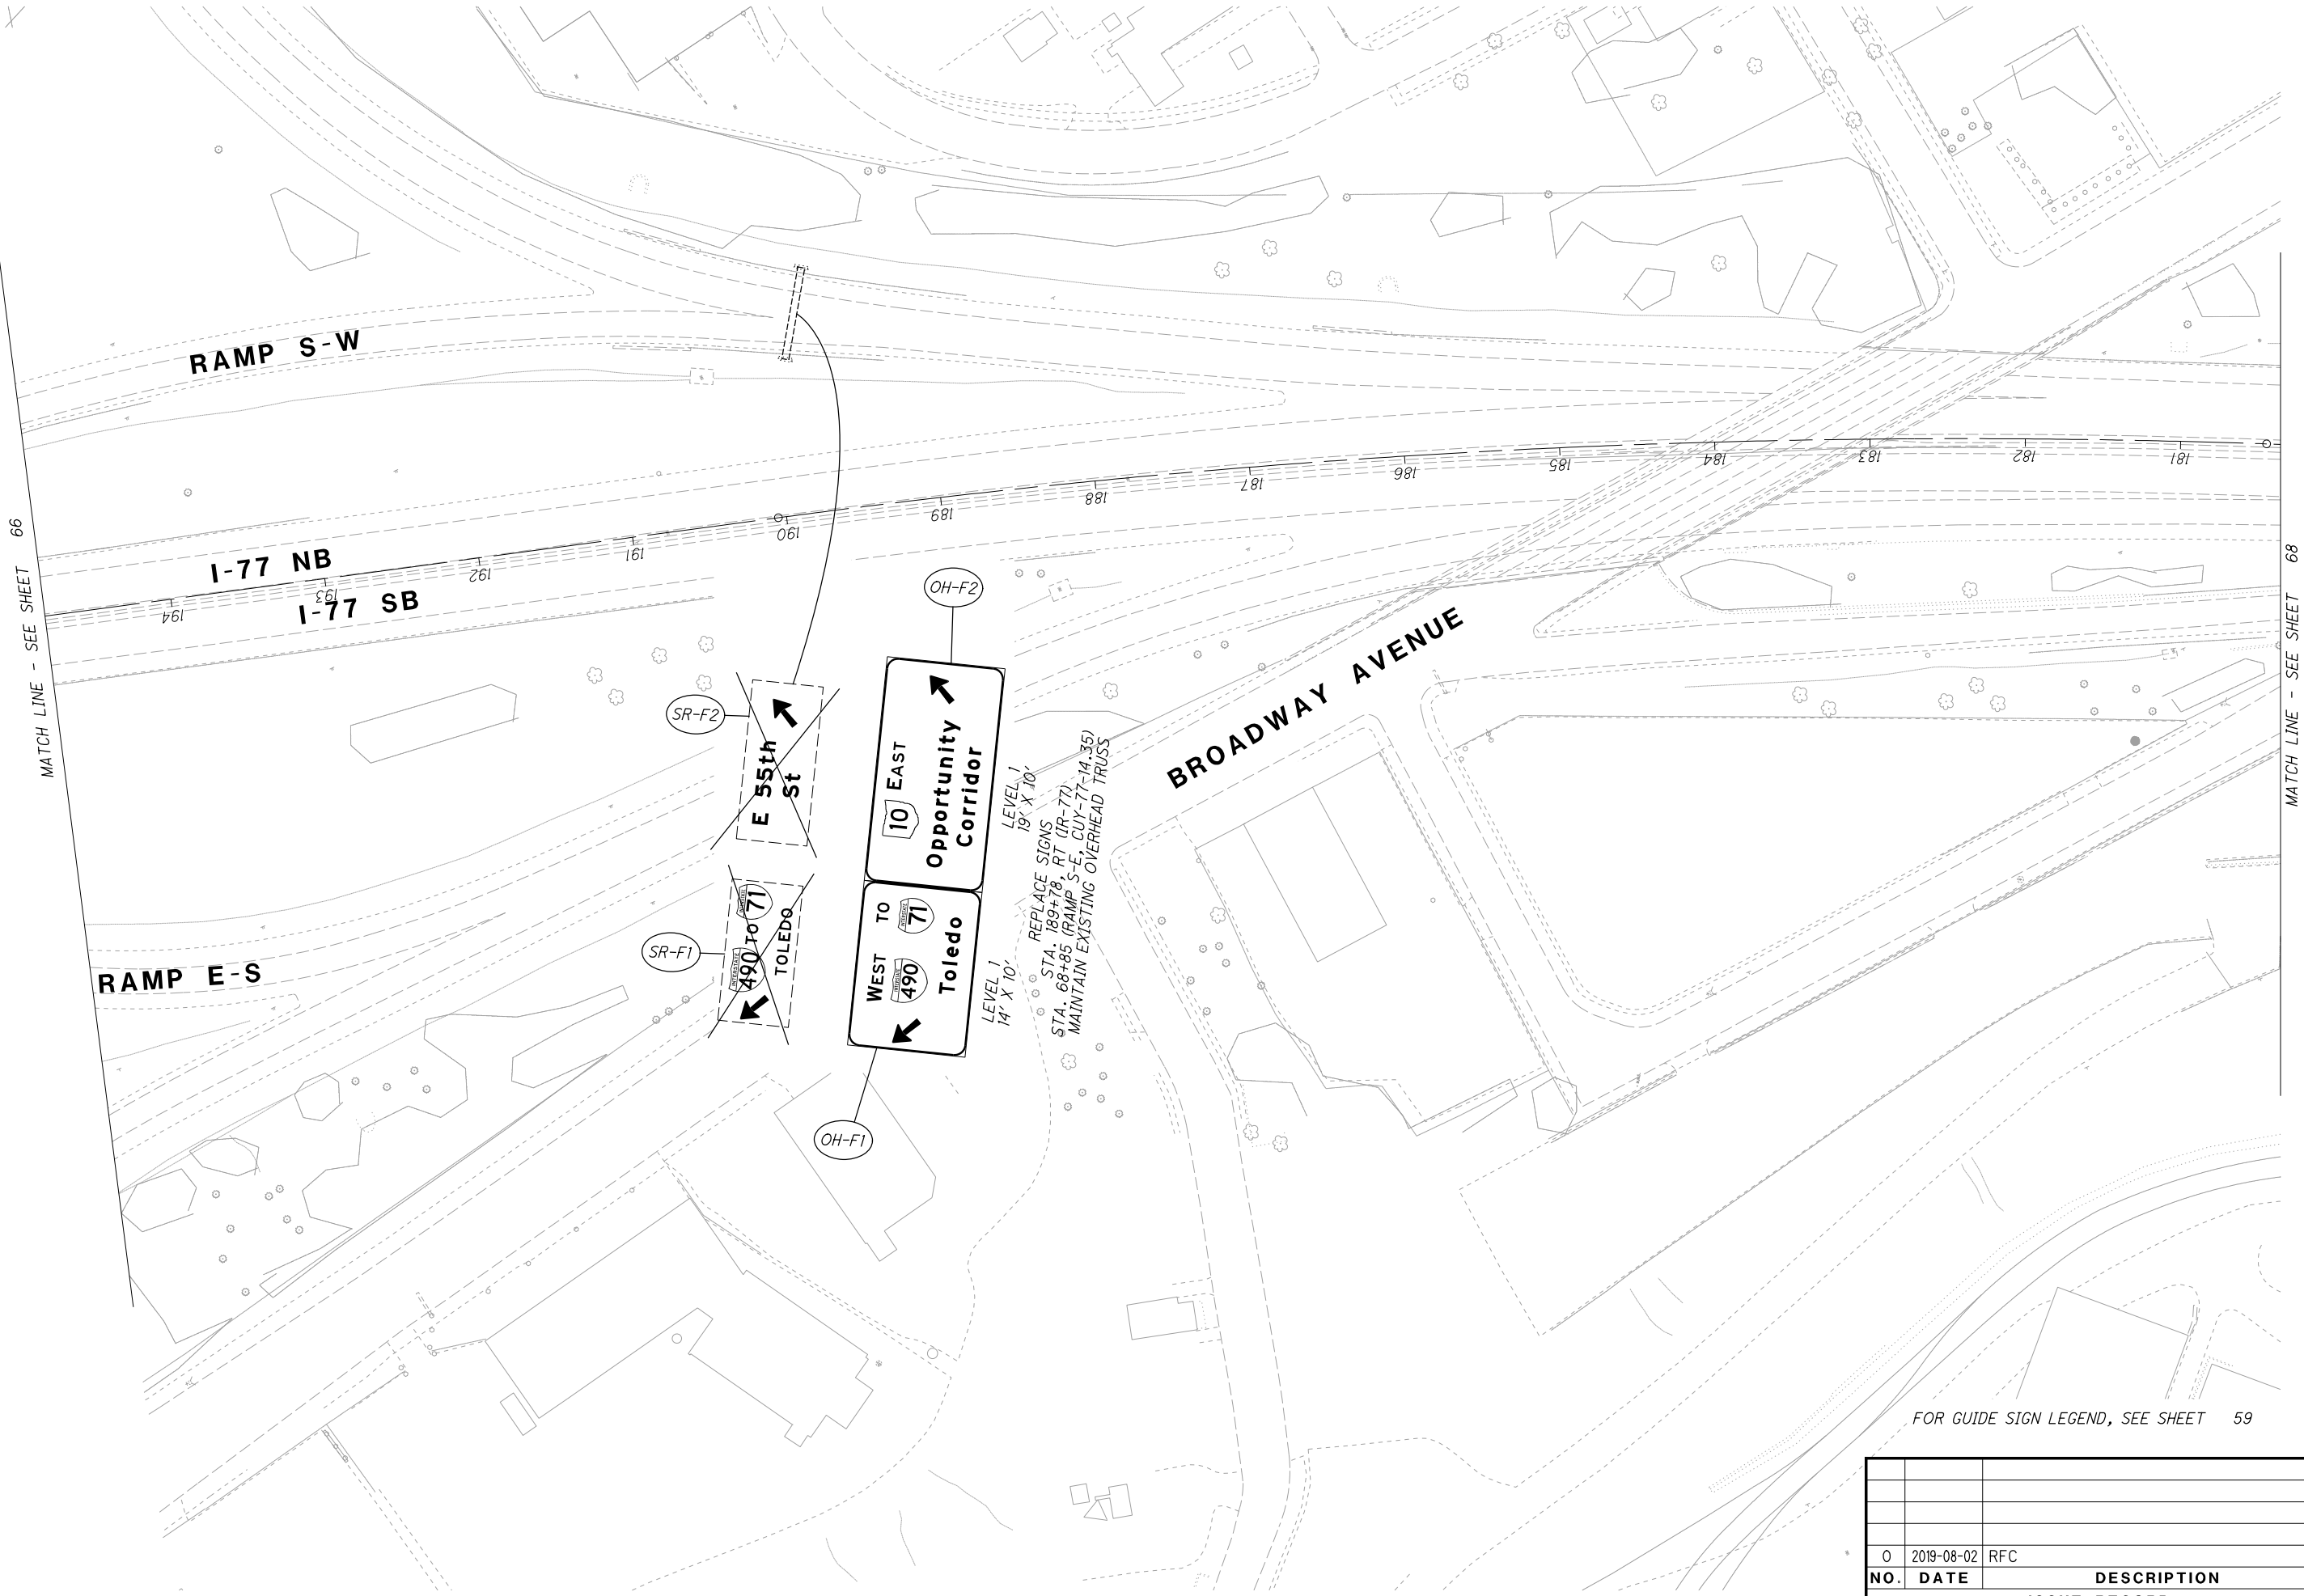 RAMP S-W
MATCH LINE - SEE SHEET 66
I-77 NB
I-77 SB
194
193
192
191
190
189
188
187
186
185
184
183
182
181
MATCH LINE - SEE SHEET 68
BROADWAY AVENUE
RAMP E-S
OH-F2
SR-F2
E 55th
St
10 EAST
Opportunity
Corridor
LEVEL 1
19' X 10'
SR-F1
INTERSTATE 490 TO INTERSTATE 71
TOLEDO
WEST TO
INTERSTATE 490 INTERSTATE 71
Toledo
LEVEL 1
14' X 10'
OH-F1
REPLACE SIGNS
STA. 189+78, RT (IR-77)
STA. 68+85 (RAMP S-E, CUY-77-14.35)
MAINTAIN EXISTING OVERHEAD TRUSS
FOR GUIDE SIGN LEGEND, SEE SHEET 59
0 2019-08-02 RFC
NO. DATE DESCRIPTION